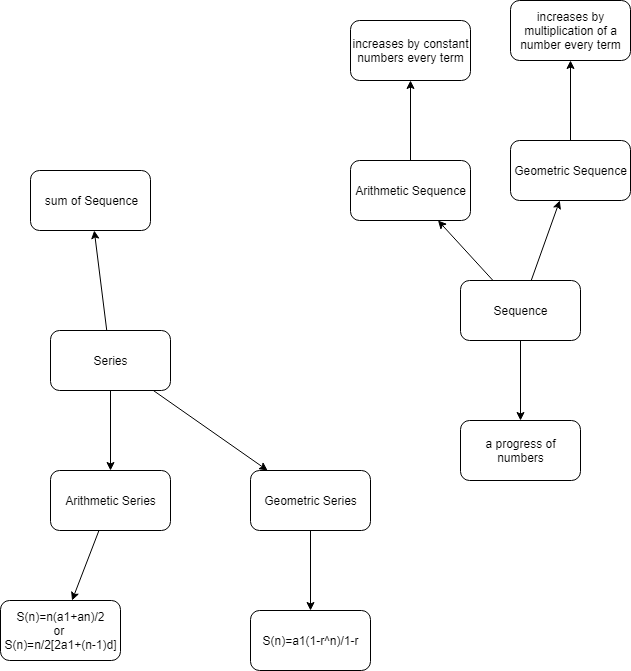 increases by
multiplication of a
number every term
increases by constant
numbers every term
Arithmetic Sequence
Geometric Sequence
sum of Sequence
Sequence
Series
a progress of
numbers
Arithmetic Series
Geometric Series
S(n)=n(a1+an)/2
or
S(n)=n/2[2a1+(n-1)d]
S(n)=a1(1-r^n)/1-r